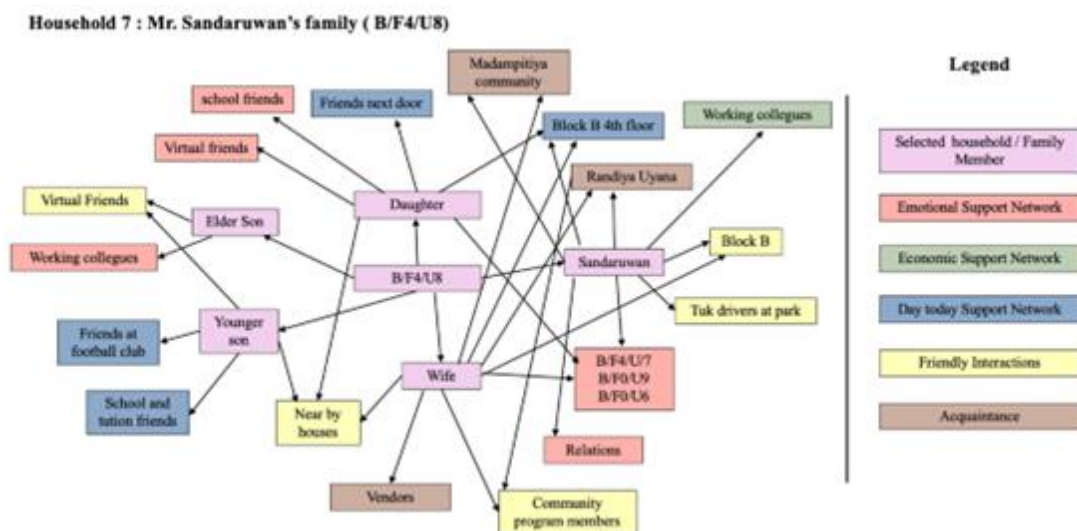 Household 7 : Mr. Sandaruwan's family ( B/F4/U8)
Madampitiya
community
Legend
school friends
Friends next door
Block B 4th floor
Working collegues
Selected household / Family
Member
Virtual friends
Randiya Uyana
Virtual Friends
Elder Son
Daughter
Emotional Support Network
Block B
Working collegues
B/F4/U8
Sandaruwan
Economic Support Network
Tuk drivers at park
Day today Support Network
Younger
son
Friends at
football club
B/F4/U/7
B/F0/U9
B/F0/U6
Wife
Friendly Interactions
School and
tution friends
Near by
houses
Relations
Acquaintance
Vendors
Community
program members